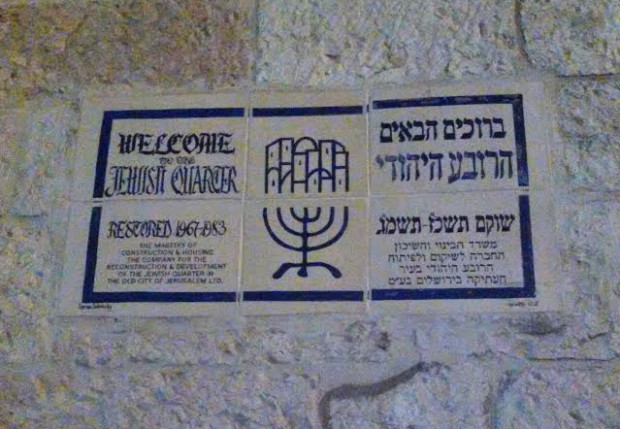 WELCOME
TO THE
JEWISH QUARTER
RESTORED 1967-1983
THE MINISTRY OF
CONSTRUCTION & HOUSING
THE COMPANY FOR THE
RECONSTRUCTION & DEVELOPMENT
OF THE JEWISH QUARTER IN
THE OLD CITY OF JERUSALEM LTD.
ברוכים הבאים
הרובע היהודי
שוקם תשכ״ז-תשמ״ג
משרד הבינוי והשיכון
החברה לשיקום ולפיתוח
הרובע היהודי בעיר
העתיקה בירושלים בע״מ